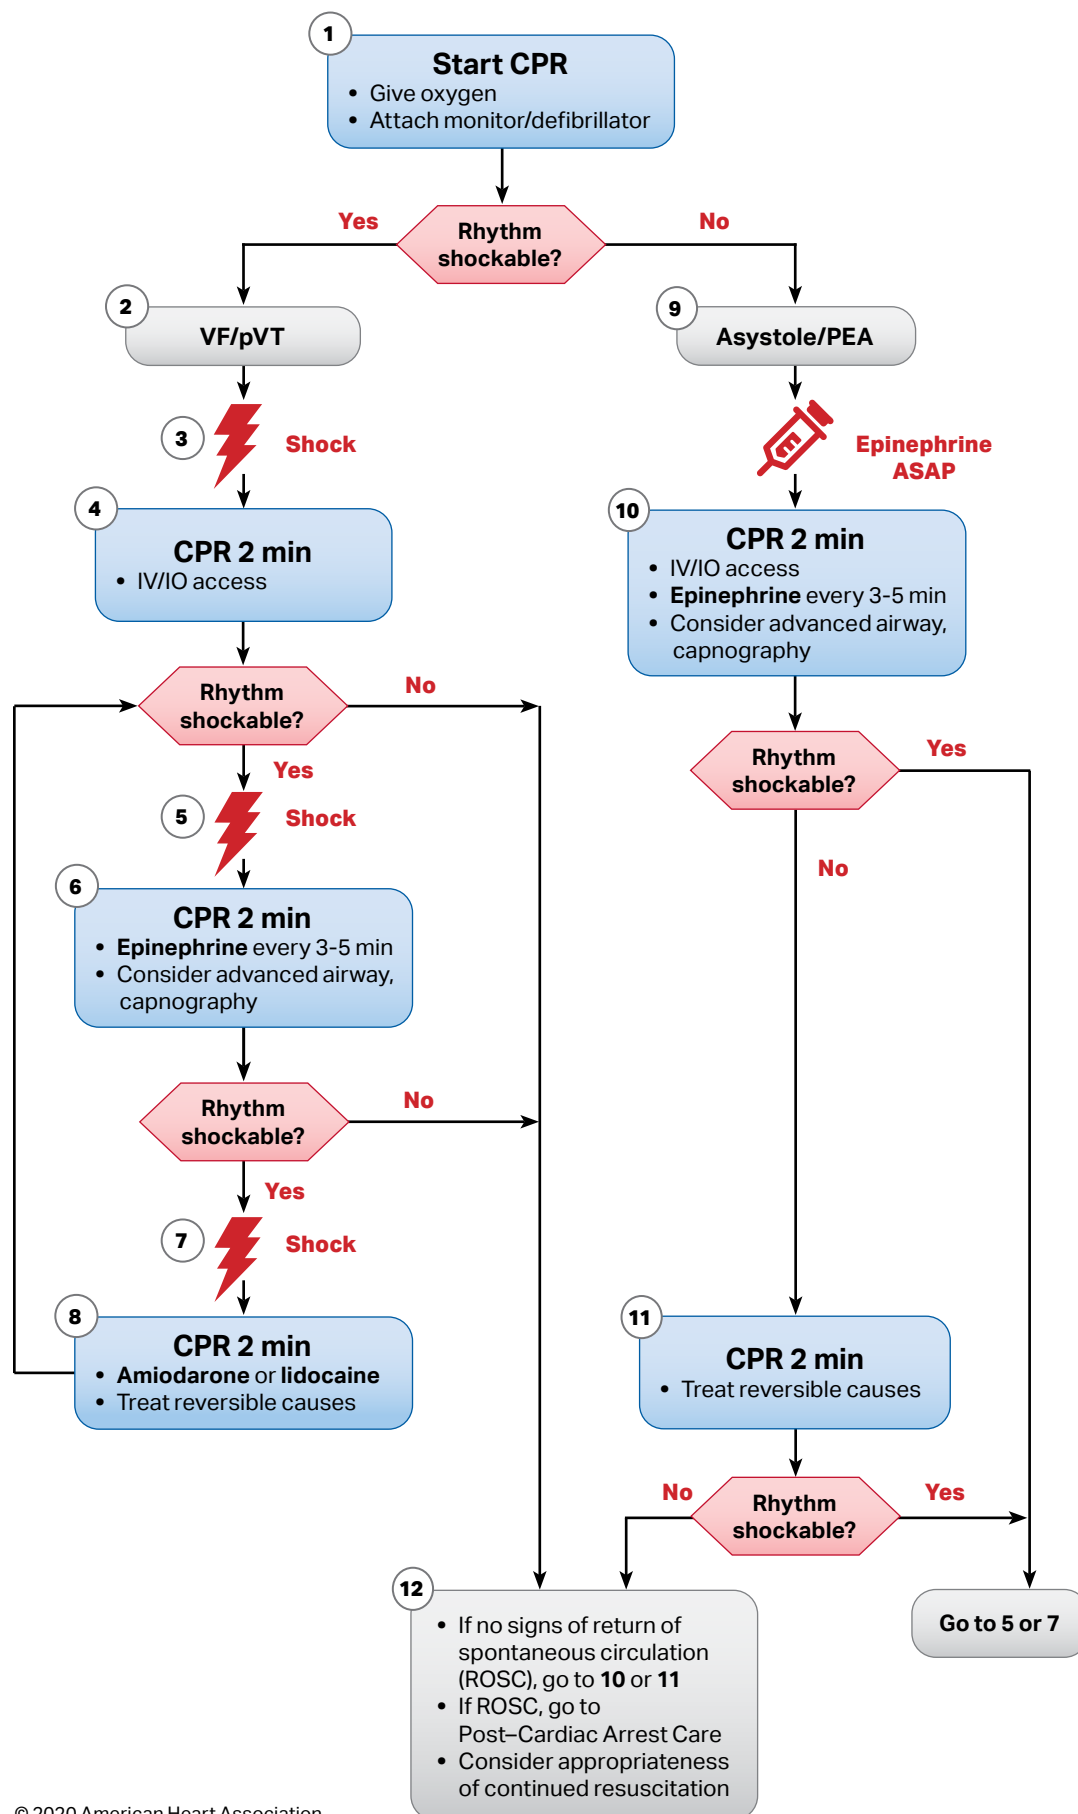 1
Start CPR
• Give oxygen
• Attach monitor/defibrillator
Rhythm
shockable?
Yes
No
2
VF/pVT
3
Shock
4
CPR 2 min
• IV/IO access
Rhythm
shockable?
No
Yes
5
Shock
6
CPR 2 min
• Epinephrine every 3-5 min
• Consider advanced airway,
capnography
Rhythm
shockable?
No
Yes
7
Shock
8
CPR 2 min
• Amiodarone or lidocaine
• Treat reversible causes
9
Asystole/PEA
Epinephrine
ASAP
10
CPR 2 min
• IV/IO access
• Epinephrine every 3-5 min
• Consider advanced airway,
capnography
Rhythm
shockable?
Yes
No
11
CPR 2 min
• Treat reversible causes
Rhythm
shockable?
No
Yes
12
• If no signs of return of
spontaneous circulation
(ROSC), go to 10 or 11
• If ROSC, go to
Post–Cardiac Arrest Care
• Consider appropriateness
of continued resuscitation
Go to 5 or 7
© 2020 American Heart Association